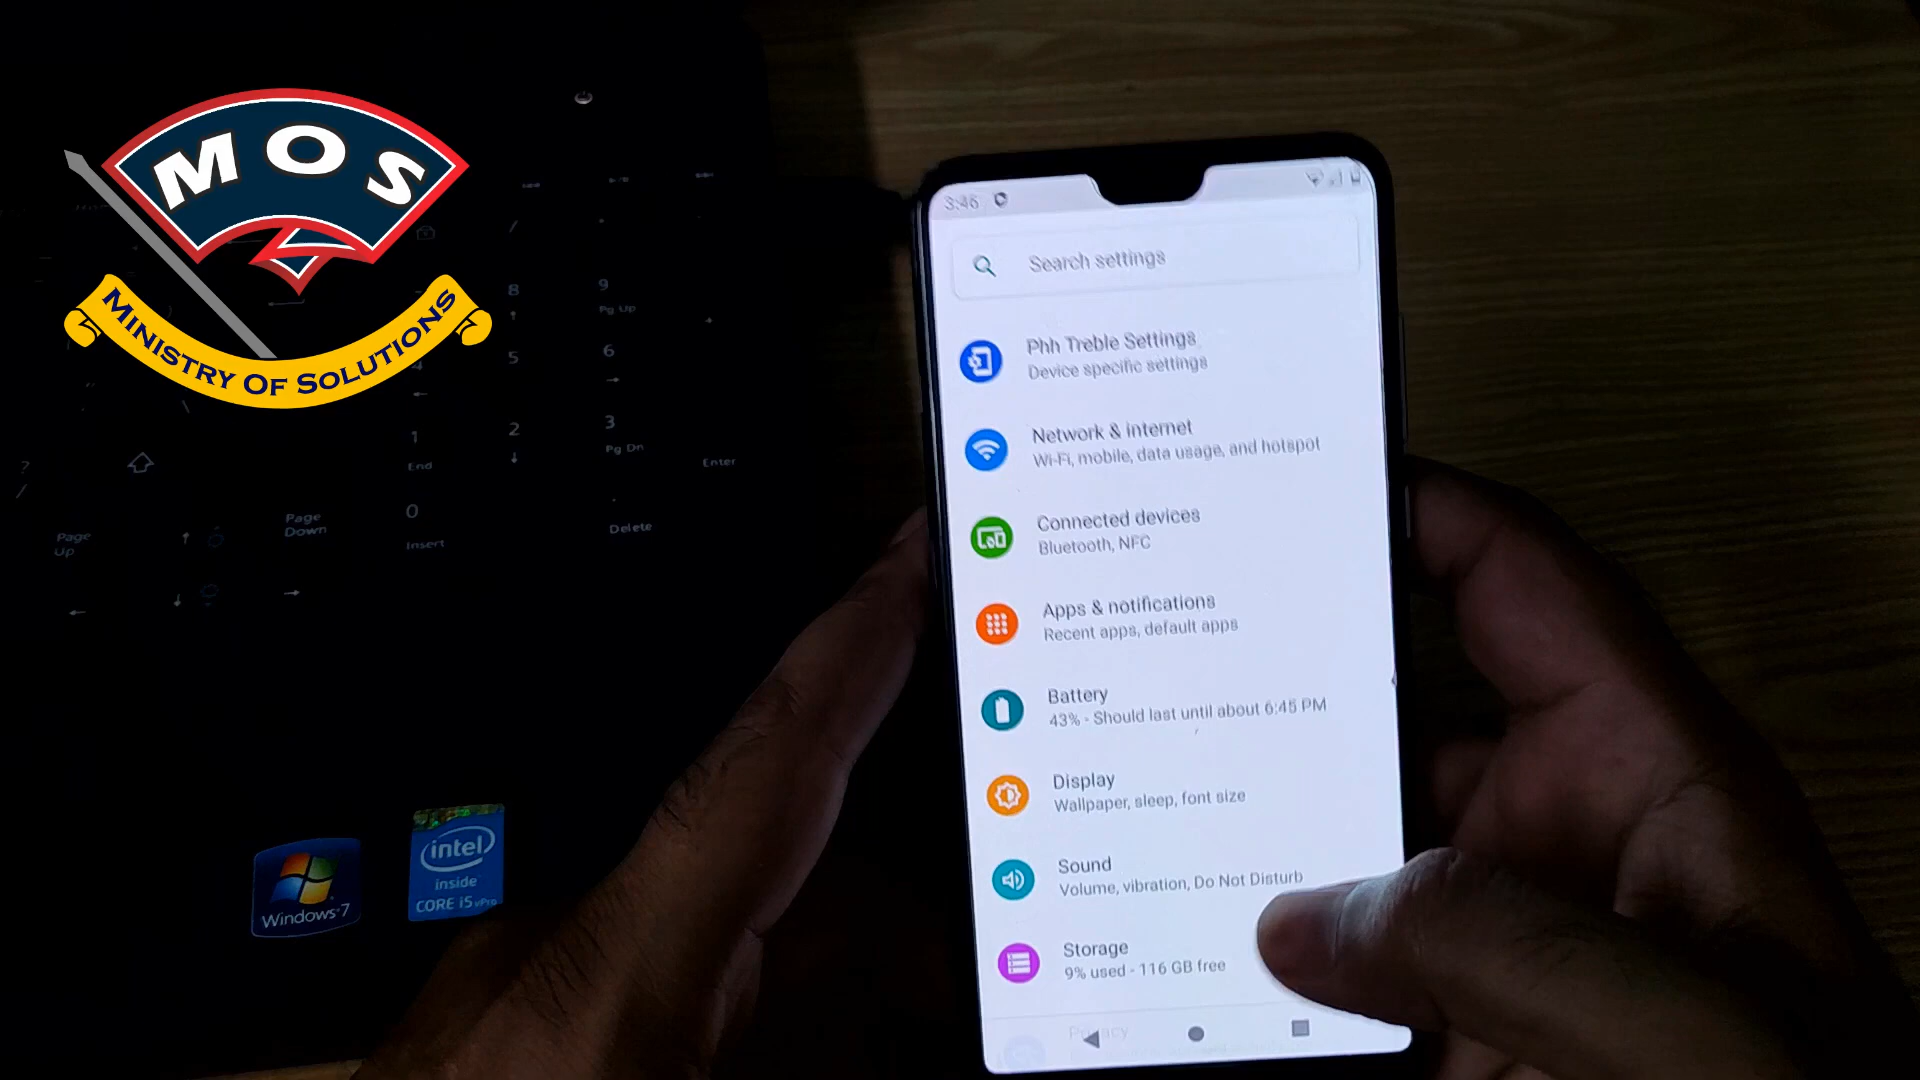 MOS
MINISTRY OF SOLUTIONS
3:46
Search settings
Phh Treble Settings
Device specific settings
Network & internet
Wi-Fi, mobile, data usage, and hotspot
Connected devices
Bluetooth, NFC
Apps & notifications
Recent apps, default apps
Battery
43% - Should last until about 6:45 PM
Display
Wallpaper, sleep, font size
Sound
Volume, vibration, Do Not Disturb
Storage
9% used - 116 GB free
Privacy
/
8
9
Pg Up
+
5
6
4
1
End
2
3
Pg Dn
Enter
0
Insert
.
Delete
?
/
Page
Up
Page
Down
Windows 7
intel
inside
CORE i5 vPro